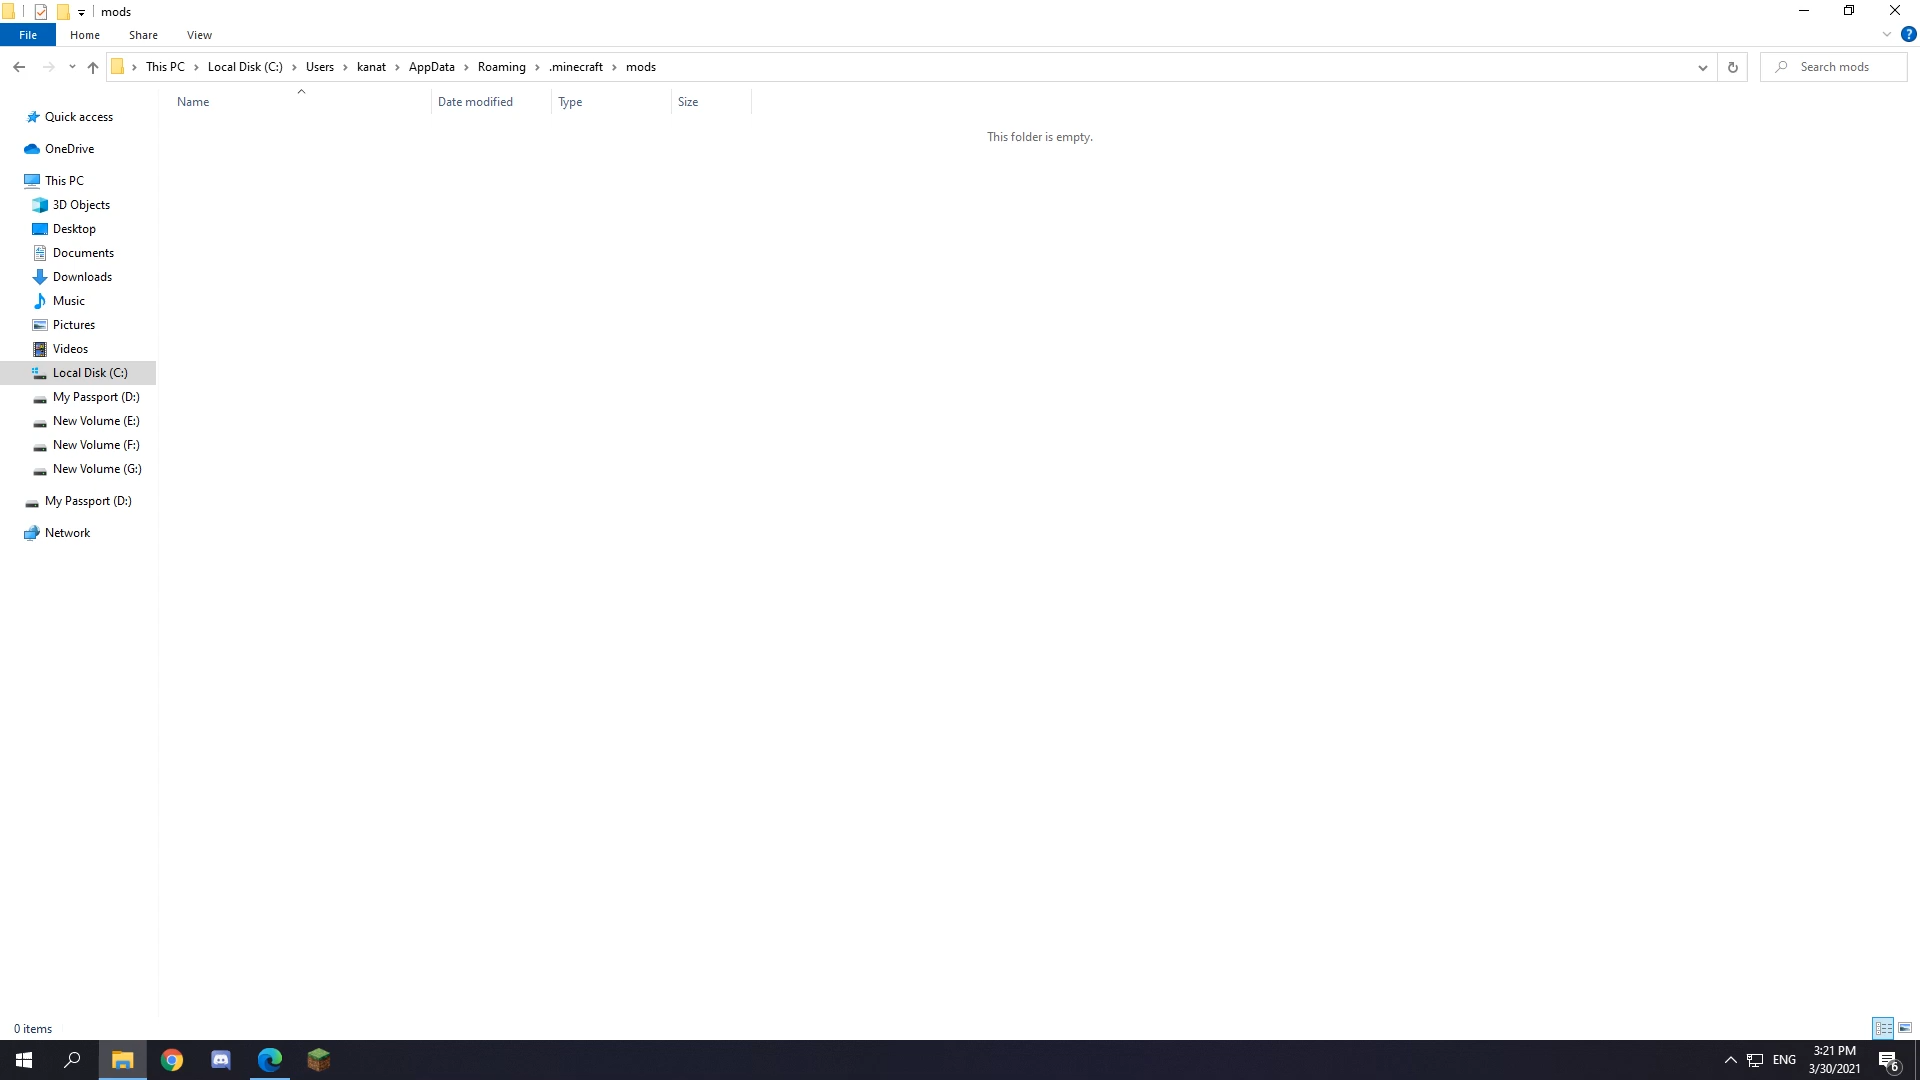 mods
File Home Share View
This PC Local Disk (C:) Users kanat AppData Roaming .minecraft mods
Search mods
Name Date modified Type Size
This folder is empty.
Quick access
OneDrive
This PC
3D Objects
Desktop
Documents
Downloads
Music
Pictures
Videos
Local Disk (C:)
My Passport (D:)
New Volume (E:)
New Volume (F:)
New Volume (G:)
My Passport (D:)
Network
0 items
ENG
3:21 PM
3/30/2021
6